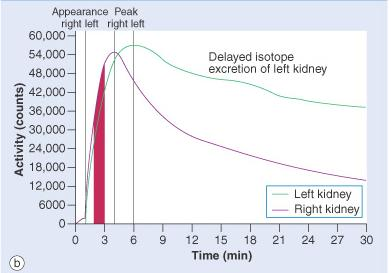 Appearance Peak
right left right left
60,000
54,000
48,000
42,000
36,000
30,000
24,000
18,000
12,000
6000
0
Activity (counts)
Delayed isotope
excretion of left kidney
Left kidney
Right kidney
0 3 6 9 12 15 18 21 24 27 30
Time (min)
b